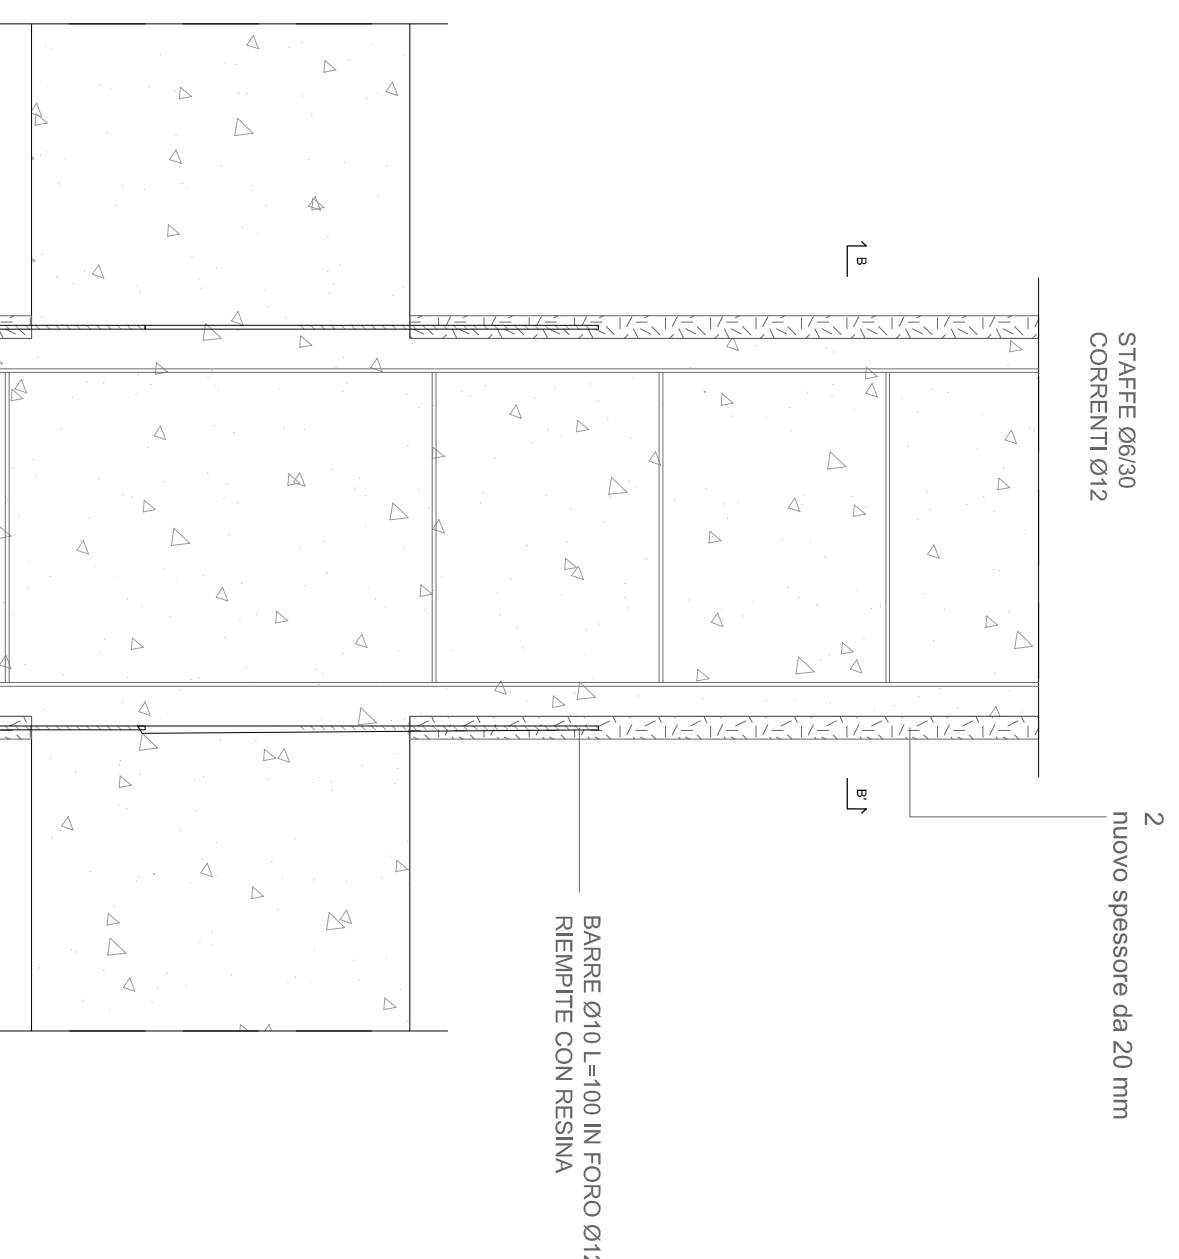 STAFFE Ø6/30
CORRENTI Ø12
B
B'
2
nuovo spessore da 20 mm
BARRE Ø10 L=100 IN FORO
RIEMPITE CON RESINA